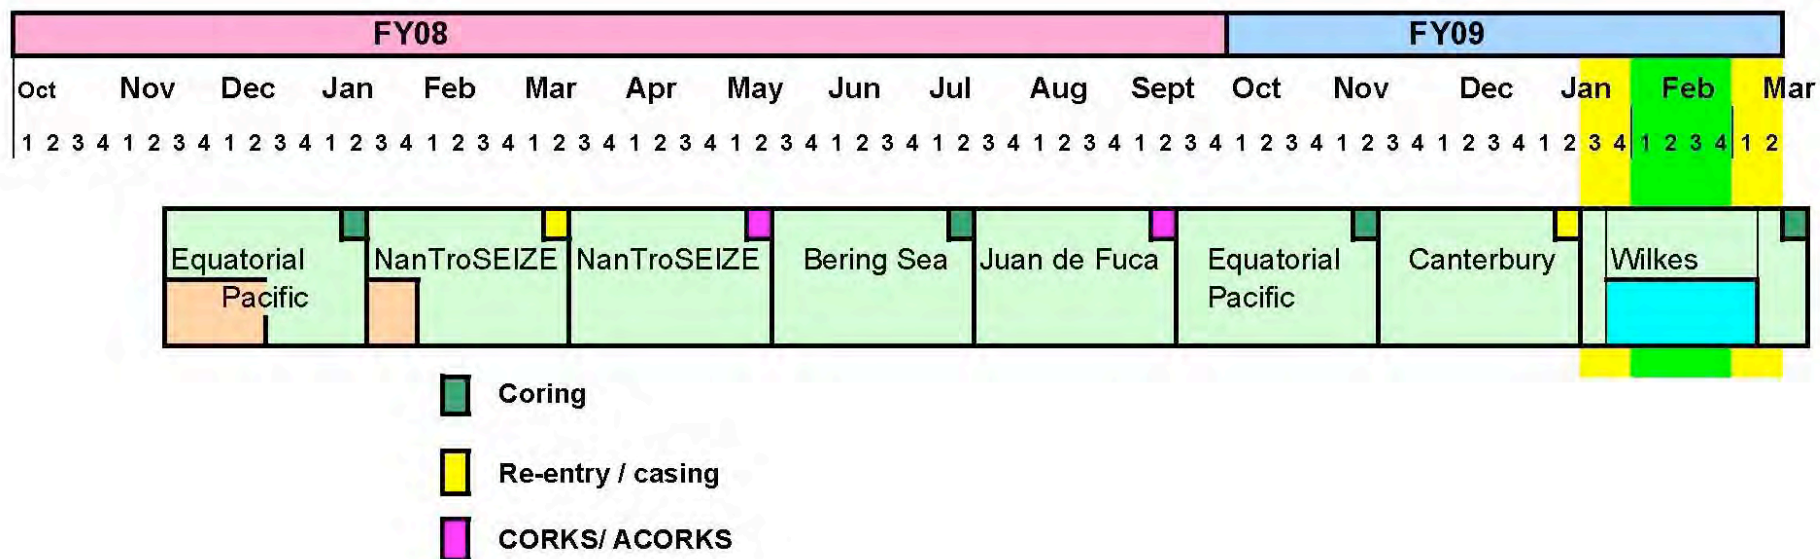 FY08 FY09
Oct Nov Dec Jan Feb Mar Apr May Jun Jul Aug Sept Oct Nov Dec Jan Feb Mar
1 2 3 4 1 2 3 4 1 2 3 4 1 2 3 4 1 2 3 4 1 2 3 4 1 2 3 4 1 2 3 4 1 2 3 4 1 2 3 4 1 2 3 4 1 2 3 4 1 2 3 4 1 2 3 4 1 2 3 4 1 2 3 4 1 2 3 4 1 2
Equatorial NanTroSEIZE NanTroSEIZE Bering Sea Juan de Fuca Equatorial Canterbury Wilkes
Pacific Pacific
Coring
Re-entry / casing
CORKS/ ACORKS